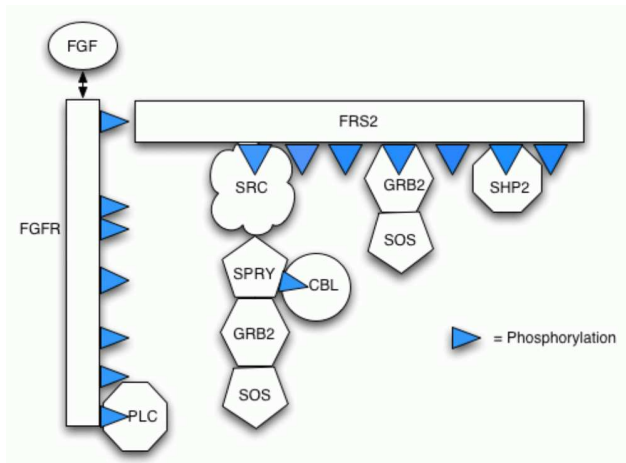 FGF
FRS2
SRC
GRB2
SHP2
FGFR
SOS
SPRY
CBL
GRB2
= Phosphorylation
SOS
PLC